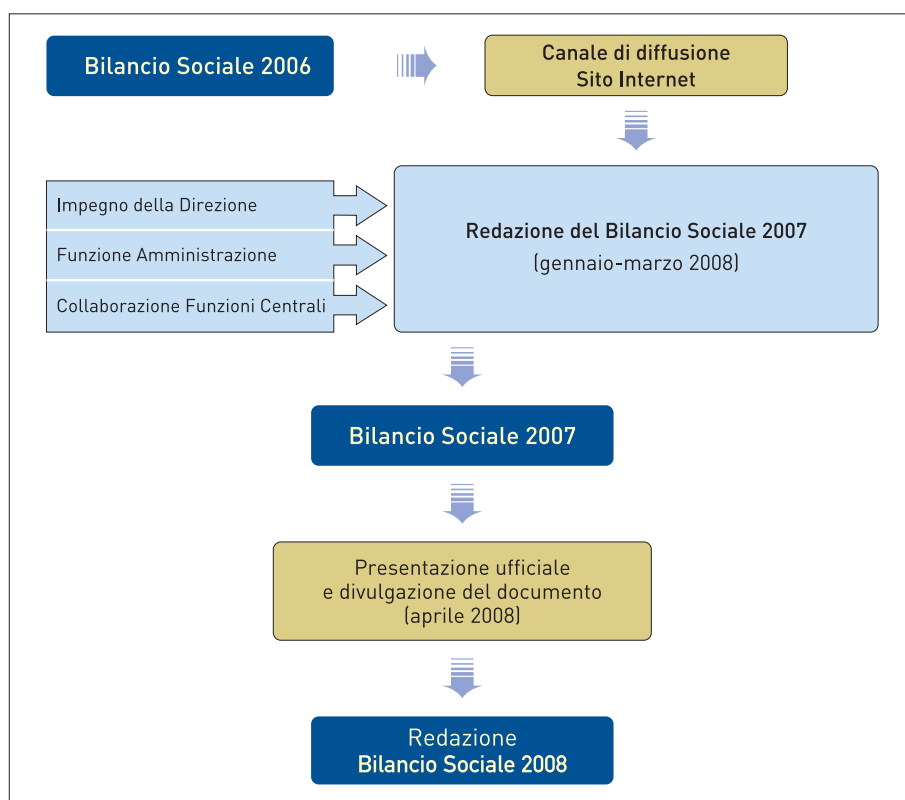 Bilancio Sociale 2006
Canale di diffusione
Sito Internet
Impegno della Direzione
Funzione Amministrazione
Collaborazione Funzioni Centrali
Redazione del Bilancio Sociale 2007
(gennaio-marzo 2008)
Bilancio Sociale 2007
Presentazione ufficiale
e divulgazione del documento
(aprile 2008)
Redazione
Bilancio Sociale 2008